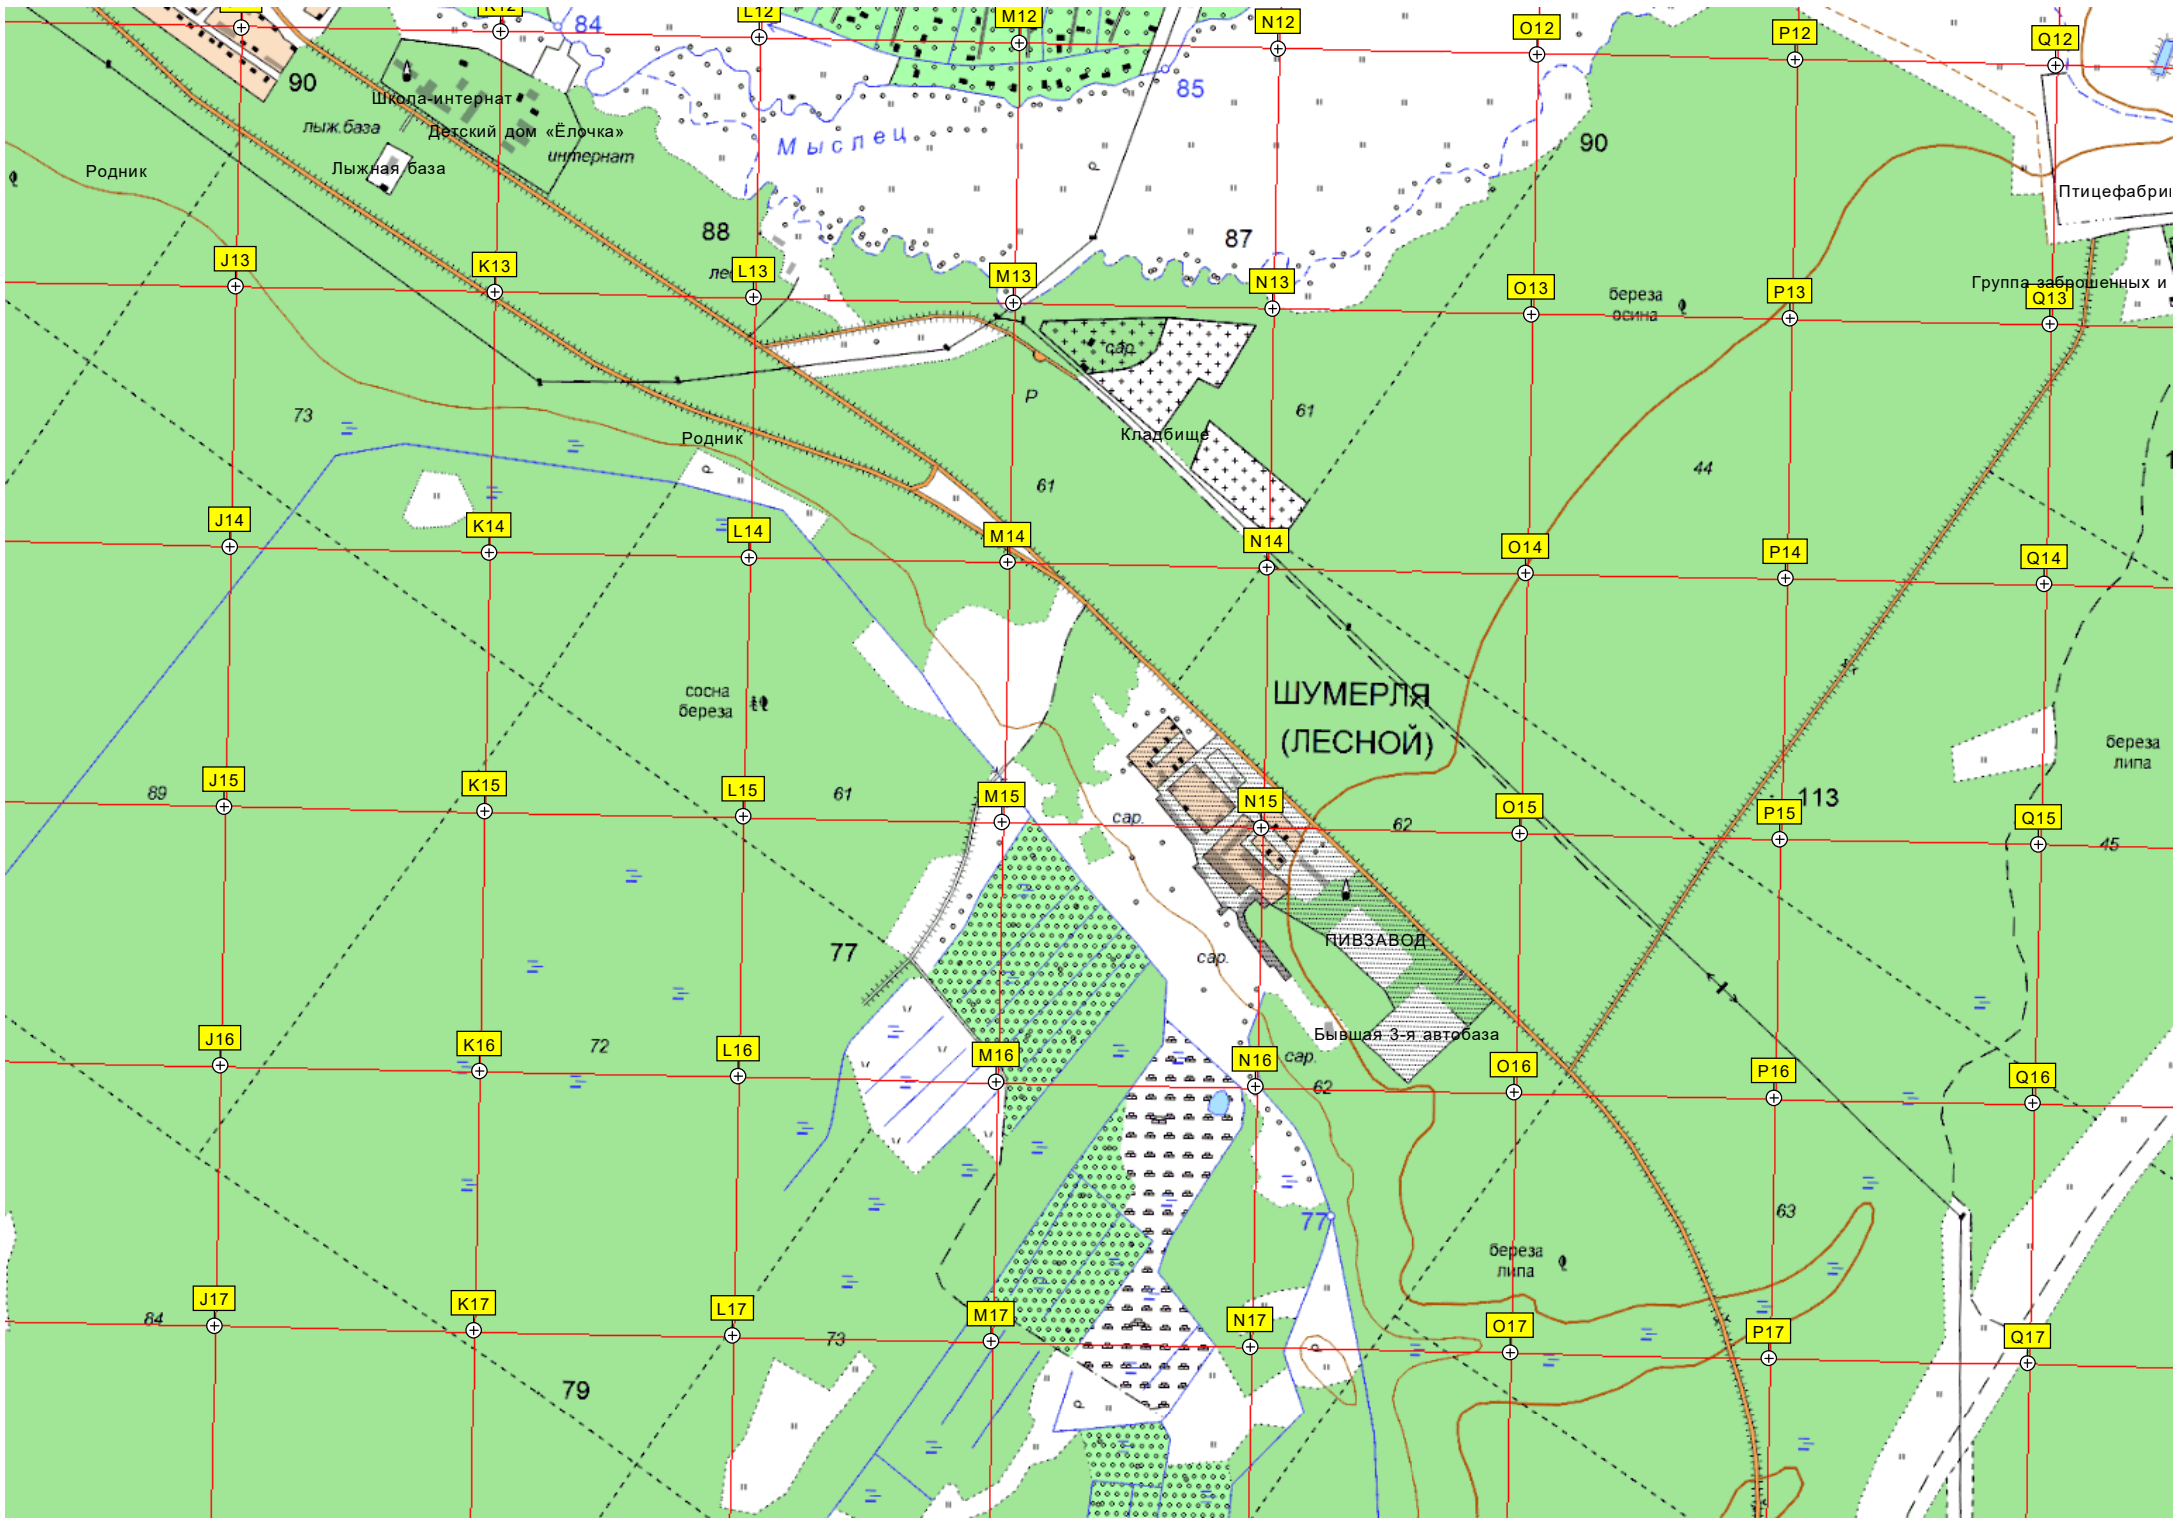 K12
84
L12
M12
N12
O12
P12
Q12
90
Школа-интернат
85
лыж.база
Детский дом «Ёлочка»
Мыслец
90
интернат
Родник
Лыжная база
Птицефабри
88
87
J13
K13
L13
M13
N13
O13
P13
Группа заброшенных и
Q13
береза
осина
сар
73
Р
61
Родник
Кладбище
44
61
J14
K14
L14
M14
N14
O14
P14
Q14
сосна
береза
ШУМЕРЛЯ
(ЛЕСНОЙ)
береза
липа
89
J15
K15
L15
61
M15
сар.
N15
62
O15
P15
113
Q15
45
77
ПИВЗАВОД
сар.
J16
K16
72
L16
M16
N16
сар.
Бывшая 3-я автобаза
62
O16
P16
Q16
77
63
береза
липа
84
J17
K17
L17
73
M17
N17
O17
P17
Q17
79